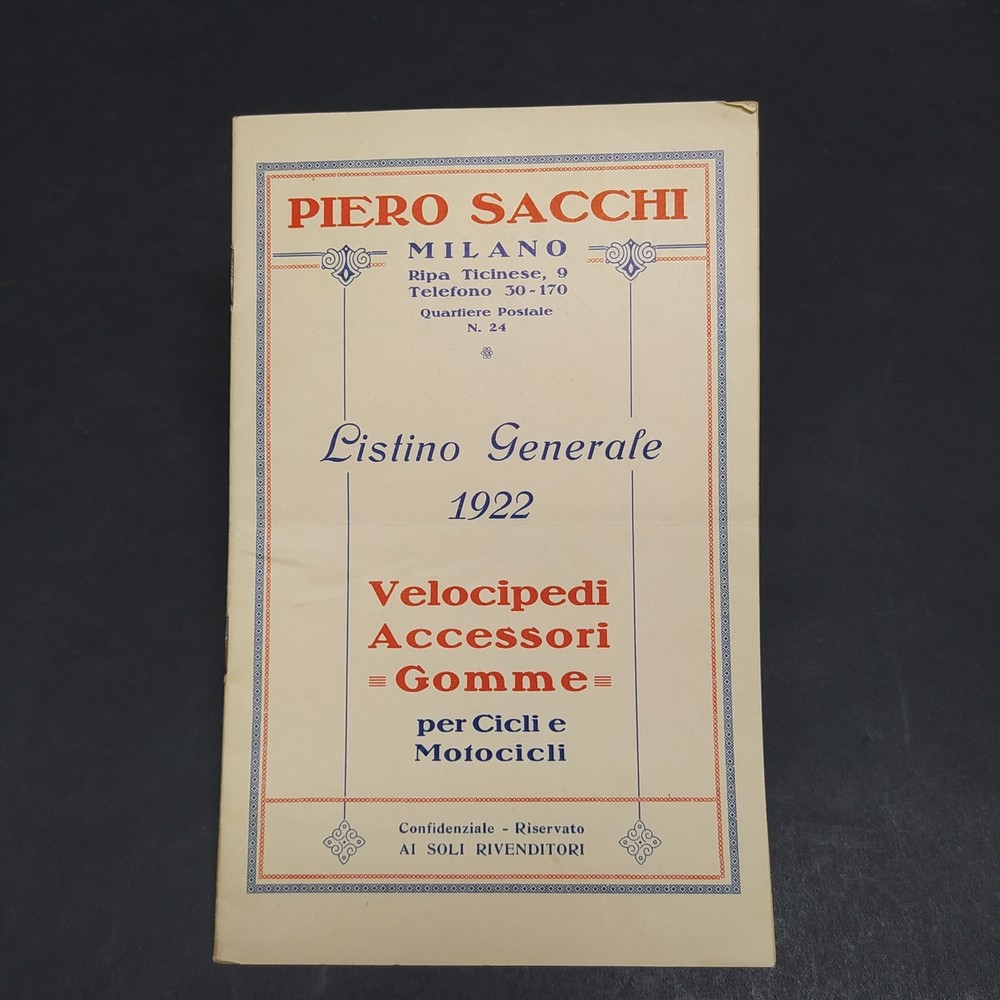 PIERO SACCHI
MILANO
Ripa Ticinese, 9
Telefono 30-170
Quartiere Postale
N. 24
Listino Generale
1922
Velocipedi
Accessori
Gomme
per Cicli e
Motocicli
Confidenziale - Riservato
AI SOLI RIVENDITORI